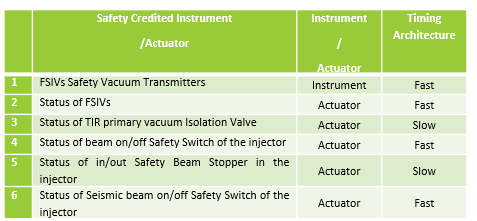 Safety Credited Instrument
/Actuator
Instrument
/
Actuator
Timing
Architecture
1 FSIVs Safety Vacuum Transmitters Instrument Fast
2 Status of FSIVs Actuator Fast
3 Status of TIR primary vacuum Isolation Valve Actuator Slow
4 Status of beam on/off Safety Switch of the injector Actuator Fast
5 Status of in/out Safety Beam Stopper in the
injector Actuator Slow
6 Status of Seismic beam on/off Safety Switch of the
injector Actuator Fast